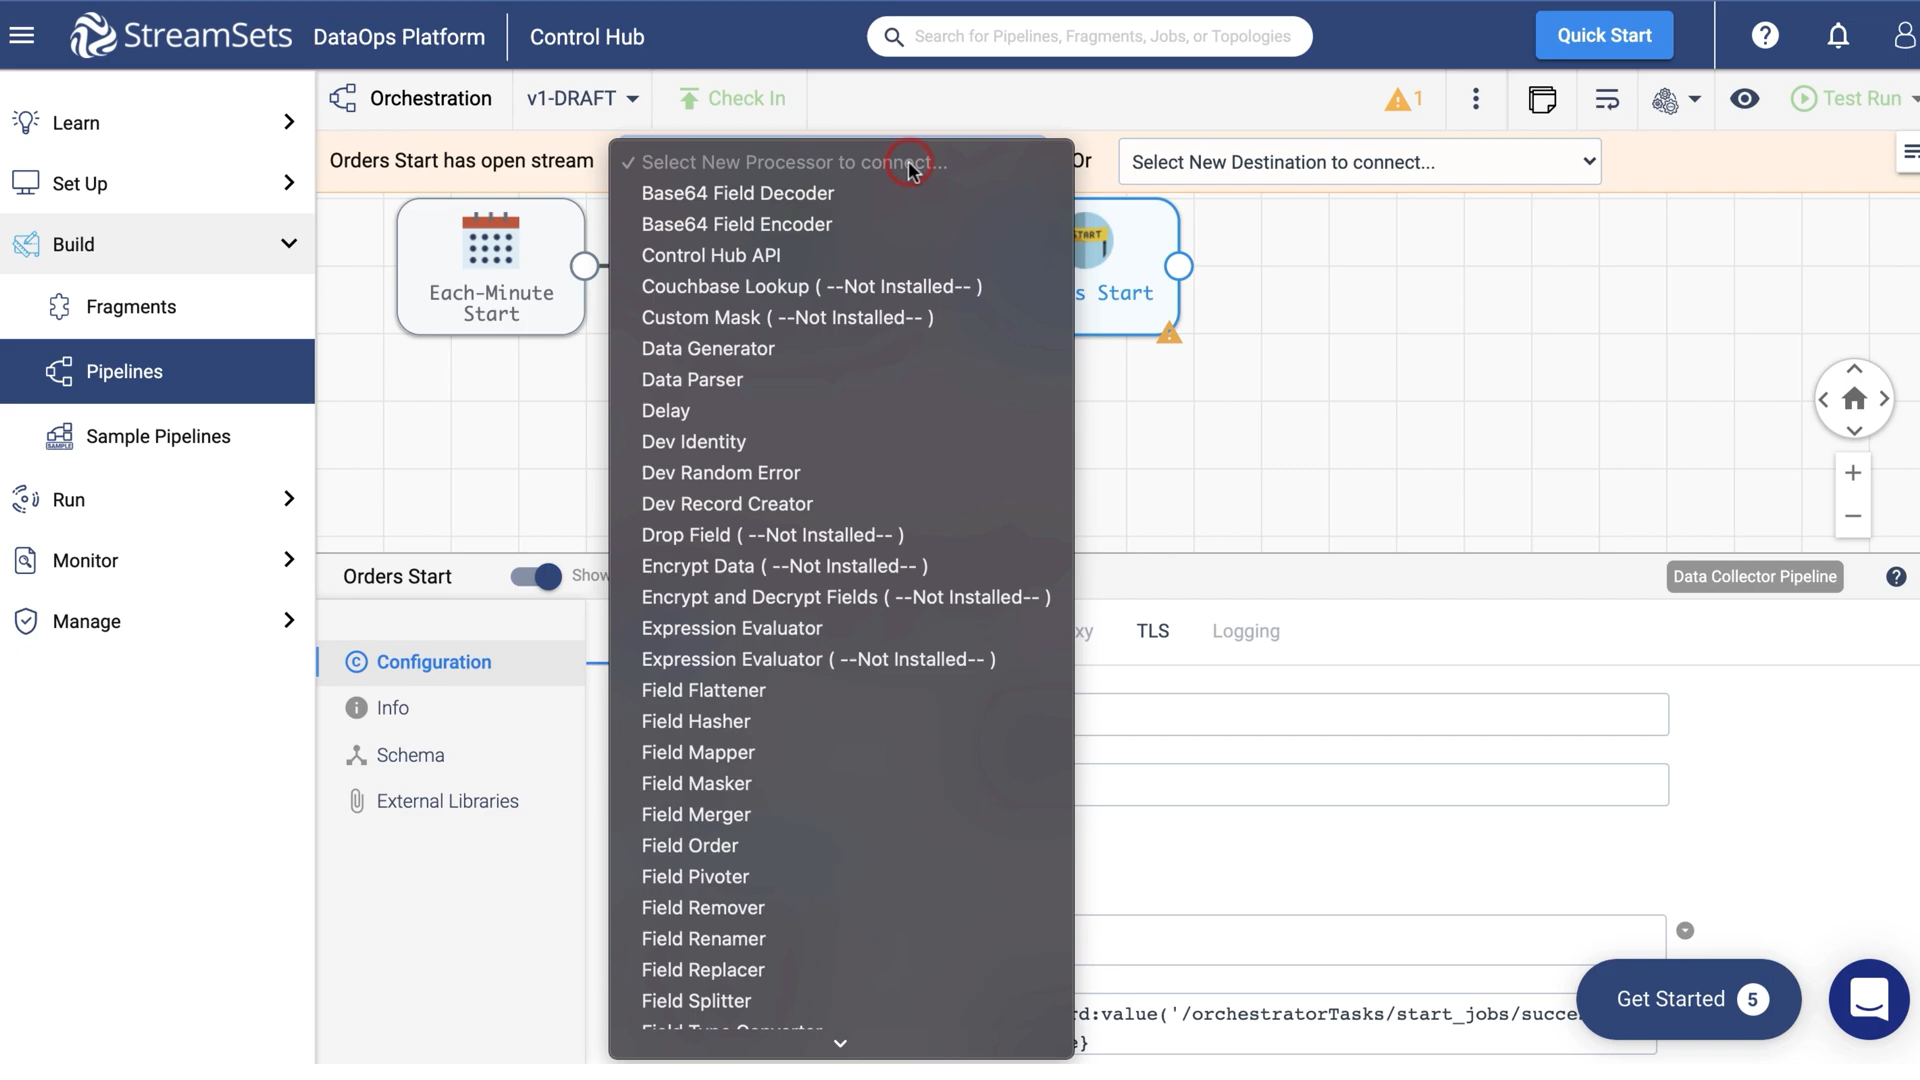 StreamSets DataOps Platform Control Hub
Search for Pipelines, Fragments, Jobs, or Topologies
Quick Start
Learn
Set Up
Build
Fragments
Pipelines
SAMPLE
Sample Pipelines
Run
Monitor
Manage
Orchestration
v1-DRAFT
Check In
1
Test Run
Orders Start has open stream
Or
Select New Destination to connect...
✓ Select New Processor to connect...
Base64 Field Decoder
Base64 Field Encoder
Control Hub API
Couchbase Lookup ( --Not Installed-- )
Custom Mask ( --Not Installed-- )
Data Generator
Data Parser
Delay
Dev Identity
Dev Random Error
Dev Record Creator
Drop Field ( --Not Installed-- )
Encrypt Data ( --Not Installed-- )
Encrypt and Decrypt Fields ( --Not Installed-- )
Expression Evaluator
Expression Evaluator ( --Not Installed-- )
Field Flattener
Field Hasher
Field Mapper
Field Masker
Field Merger
Field Order
Field Pivoter
Field Remover
Field Renamer
Field Replacer
Field Splitter
Field Type Converter
Each-Minute
Start
START
s Start
Orders Start
Show
Data Collector Pipeline
Configuration
Info
Schema
External Libraries
xy
TLS
Logging
rd:value('/orchestratorTasks/start_jobs/succe
e}
Get Started 5